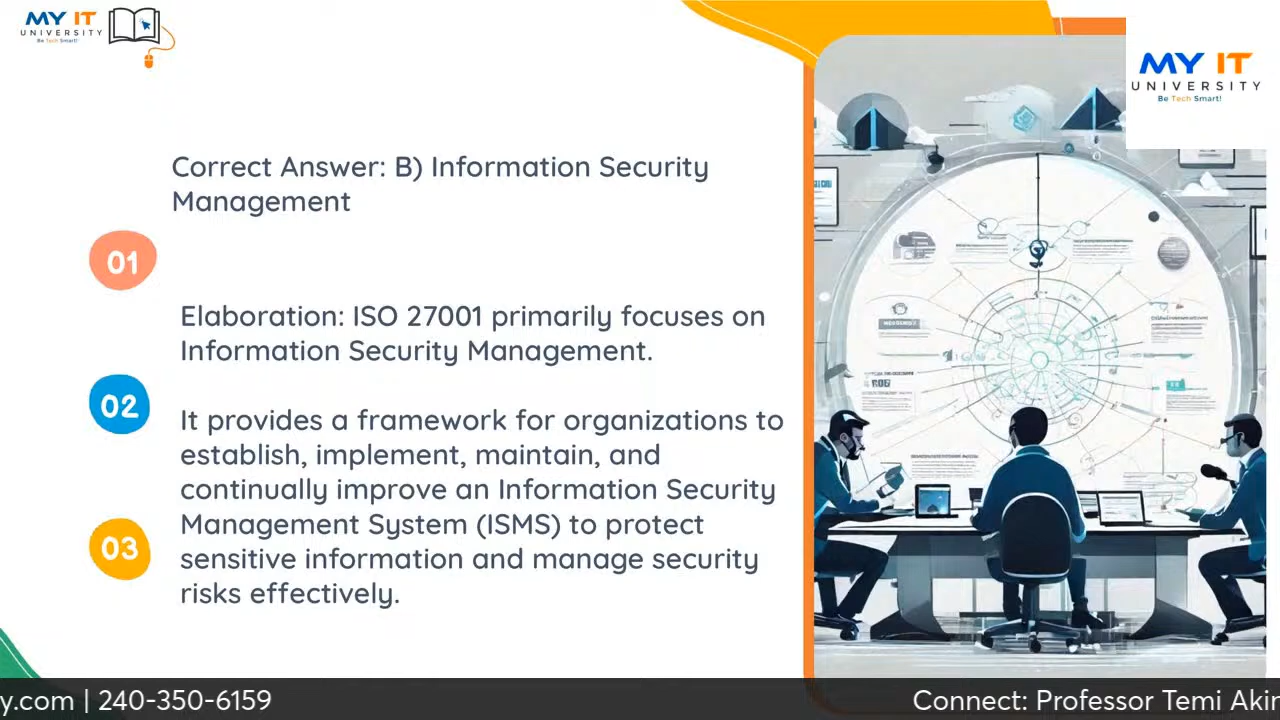 MY IT
UNIVERSITY
Be Tech Smart!
MY IT
UNIVERSITY
Be Tech Smart!
Correct Answer: B) Information Security
Management
01
Elaboration: ISO 27001 primarily focuses on
Information Security Management.
02
It provides a framework for organizations to
establish, implement, maintain, and
continually improve an Information Security
Management System (ISMS) to protect
03
sensitive information and manage security
risks effectively.
y.com | 240-350-6159
Connect: Professor Temi Akin